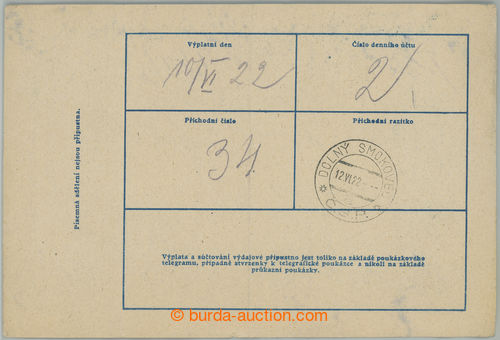 Výplatní den
Číslo denního účtu
10/VI 22
2
Příchodní číslo
Příchodní razítko
34
DOLNÝ SMOKOVEC
12.VI.22
* Č.S.P. *
Písemná sdělení nejsou přípustna.
Výplata a súčtování výdajové přípustno jest toliko na základě poukázkového
telegramu, případně stvrzenky k telegrafické poukázce a nikoli na základě
průkazní poukázky.
© burda-auction.com